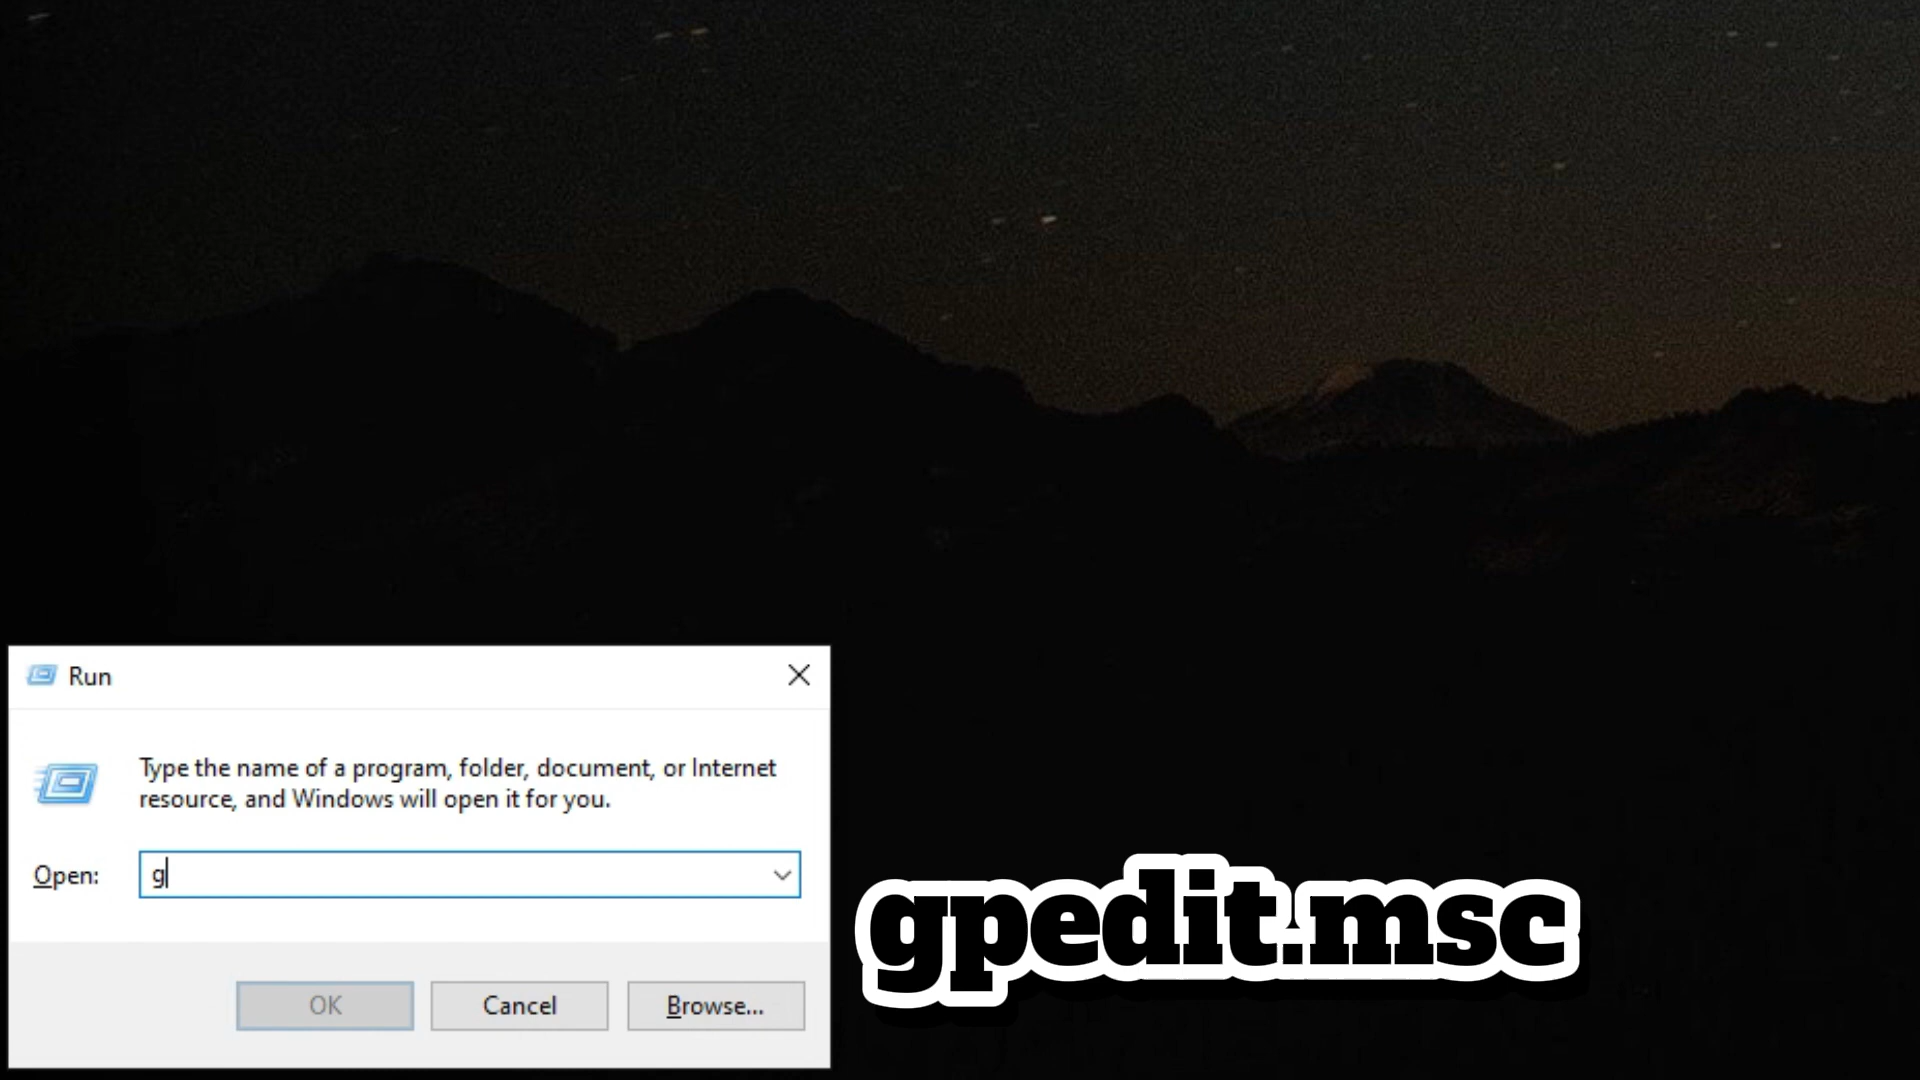 Run
Type the name of a program, folder, document, or Internet
resource, and Windows will open it for you.
Open: g
OK Cancel Browse...
gpedit.msc